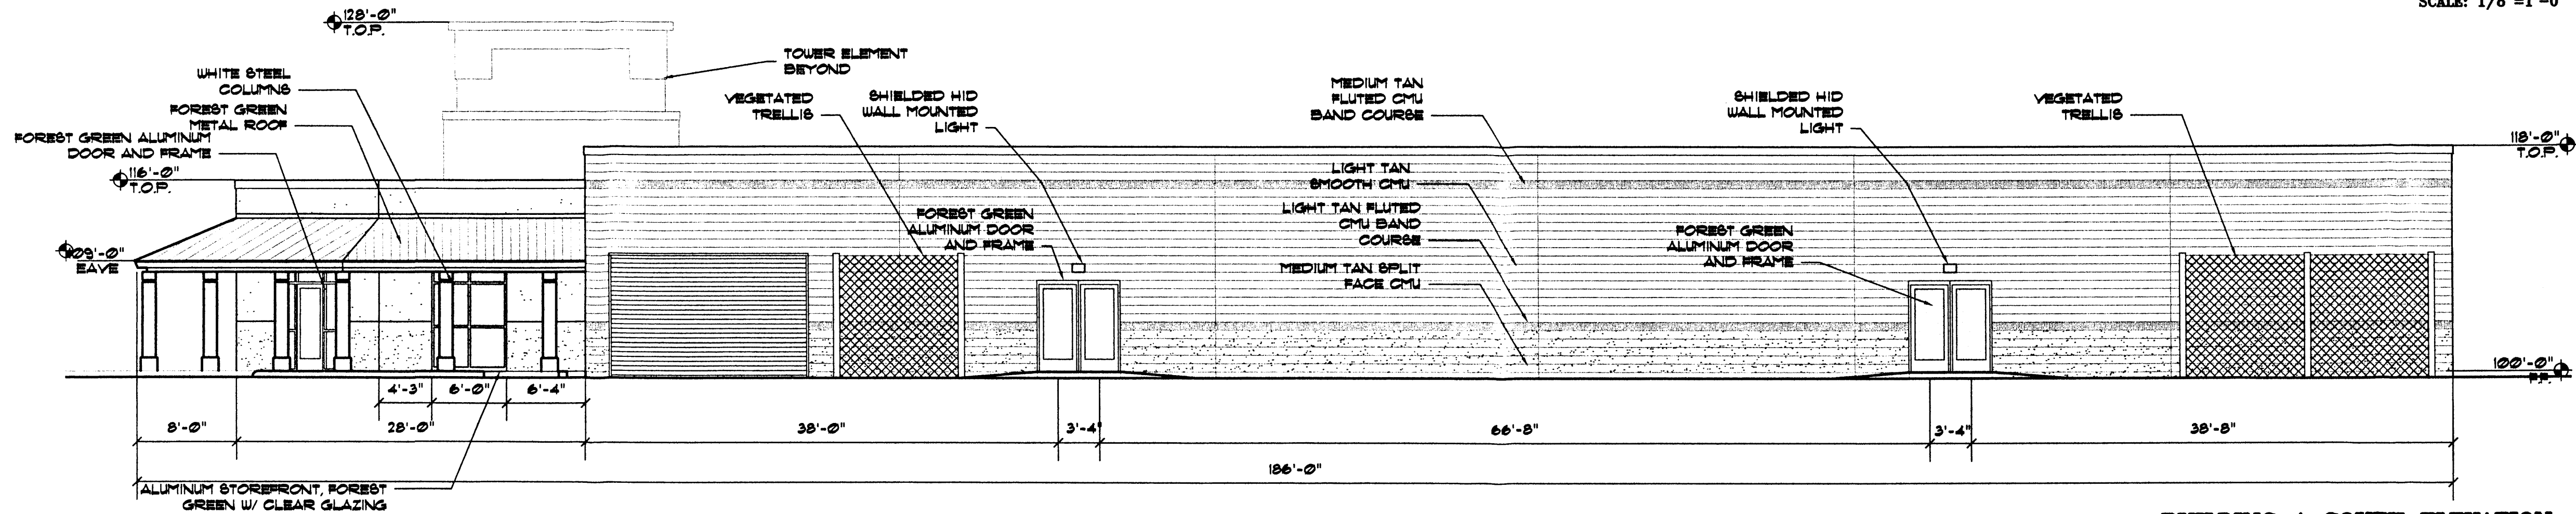 SCALE: 1/8"=1'-0"
128'-0"
T.O.P.
TOWER ELEMENT
BEYOND
WHITE STEEL
COLUMNS
FOREST GREEN
METAL ROOF
FOREST GREEN ALUMINUM
DOOR AND FRAME
VEGETATED
TRELLIS
SHIELDED HID
WALL MOUNTED
LIGHT
MEDIUM TAN
FLUTED CMU
BAND COURSE
SHIELDED HID
WALL MOUNTED
LIGHT
VEGETATED
TRELLIS
118'-0"
T.O.P.
116'-0"
T.O.P.
LIGHT TAN
SMOOTH CMU
FOREST GREEN
ALUMINUM DOOR
AND FRAME
LIGHT TAN FLUTED
CMU BAND
COURSE
FOREST GREEN
ALUMINUM DOOR
AND FRAME
109'-0"
EAVE
MEDIUM TAN SPLIT
FACE CMU
100'-0"
F.F.
4'-3"
6'-0"
6'-4"
8'-0"
28'-0"
38'-0"
3'-4"
66'-8"
3'-4"
38'-8"
186'-0"
ALUMINUM STOREFRONT, FOREST
GREEN W/ CLEAR GLAZING